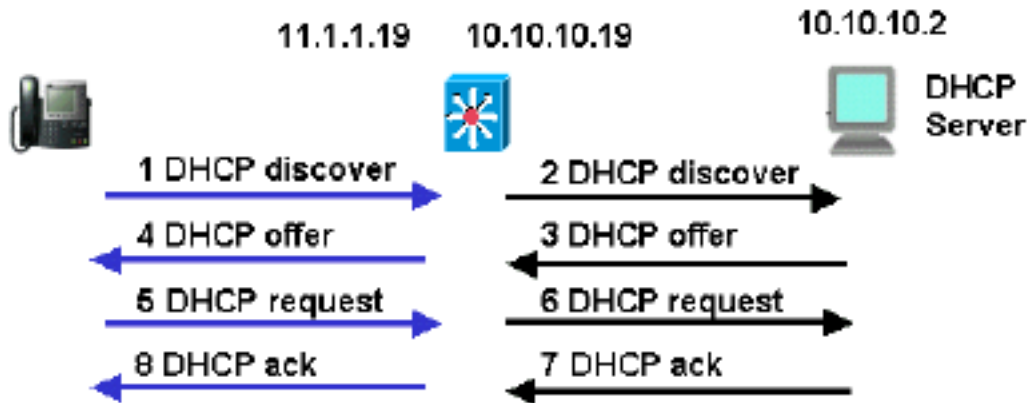 11.1.1.19 10.10.10.19 10.10.10.2
DHCP
Server
1 DHCP discover 2 DHCP discover
4 DHCP offer 3 DHCP offer
5 DHCP request 6 DHCP request
8 DHCP ack 7 DHCP ack